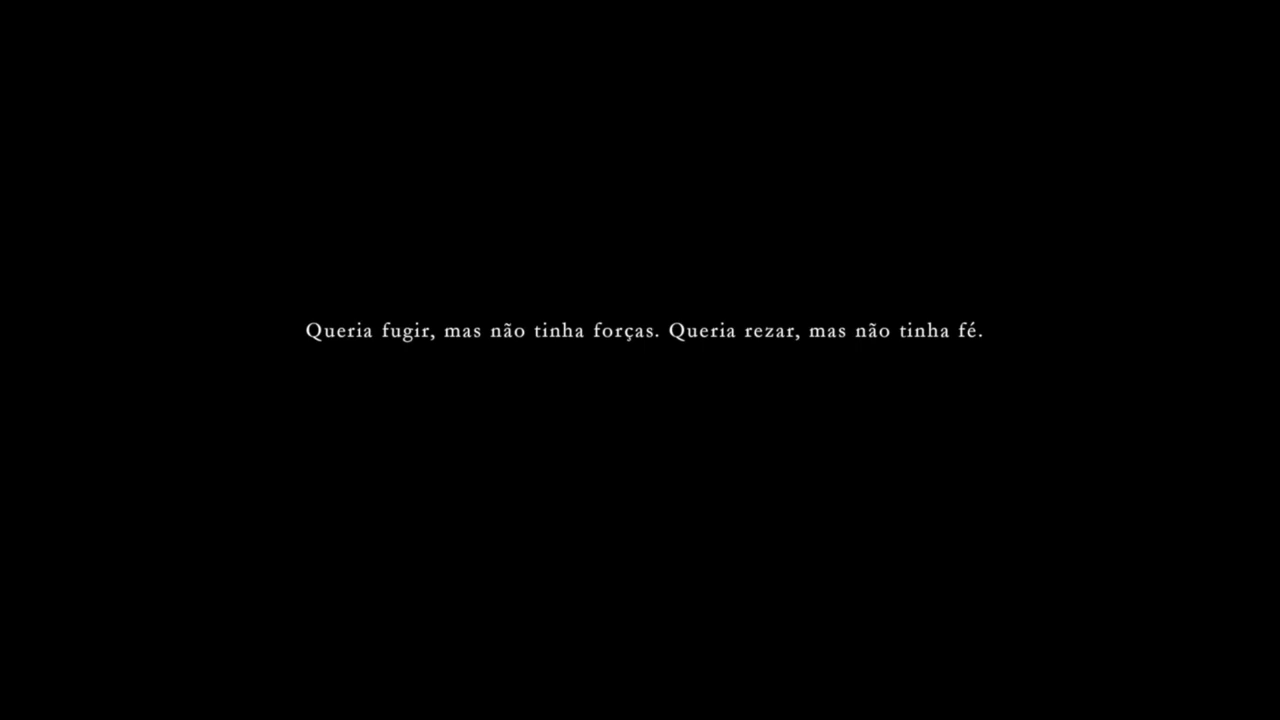 Queria fugir, mas não tinha forças. Queria rezar, mas não tinha fé.